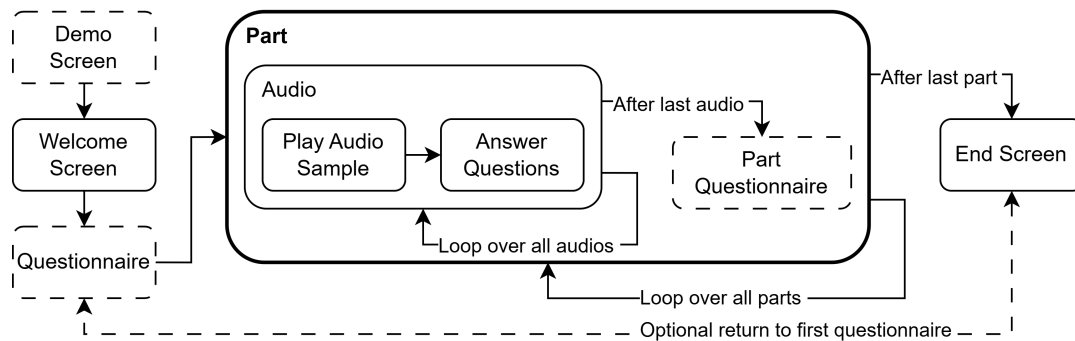 Demo
Screen
Welcome
Screen
Questionnaire
Part
Audio
Play Audio
Sample
Answer
Questions
Loop over all audios
After last audio
Part
Questionnaire
Loop over all parts
After last part
End Screen
Optional return to first questionnaire